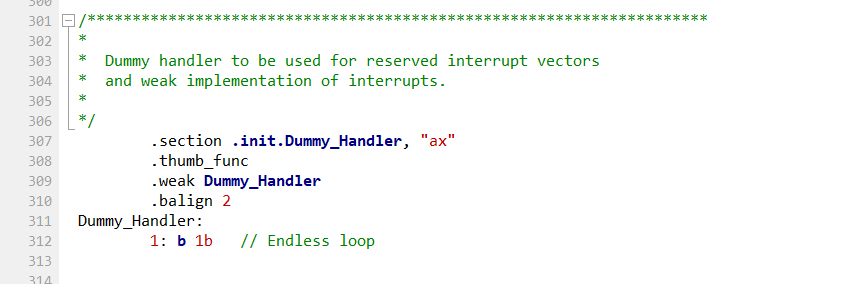 300
301 /*********************************************************************
302 *
303 *  Dummy handler to be used for reserved interrupt vectors
304 *  and weak implementation of interrupts.
305 *
306 */
307         .section .init.Dummy_Handler, "ax"
308         .thumb_func
309         .weak Dummy_Handler
310         .balign 2
311 Dummy_Handler:
312         1: b 1b   // Endless loop
313
314